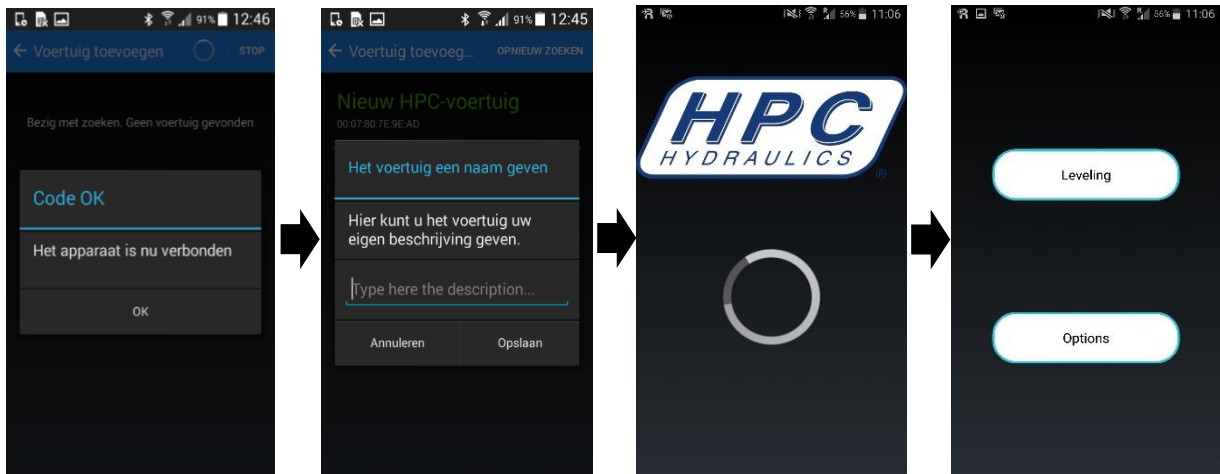 91% 12:46
Voertuig toevoegen STOP
Bezig met zoeken. Geen voertuig gevonden
Code OK
Het apparaat is nu verbonden
OK
91% 12:45
Voertuig toevoeg... OPNIEUW ZOEKEN
Nieuw HPC-voertuig
00:07:80:7E:9E:AD
Het voertuig een naam geven
Hier kunt u het voertuig uw
eigen beschrijving geven.
Type here the description...
Annuleren Opslaan
56% 11:06
HPC
HYDRAULICS
®
56% 11:06
Leveling
Options